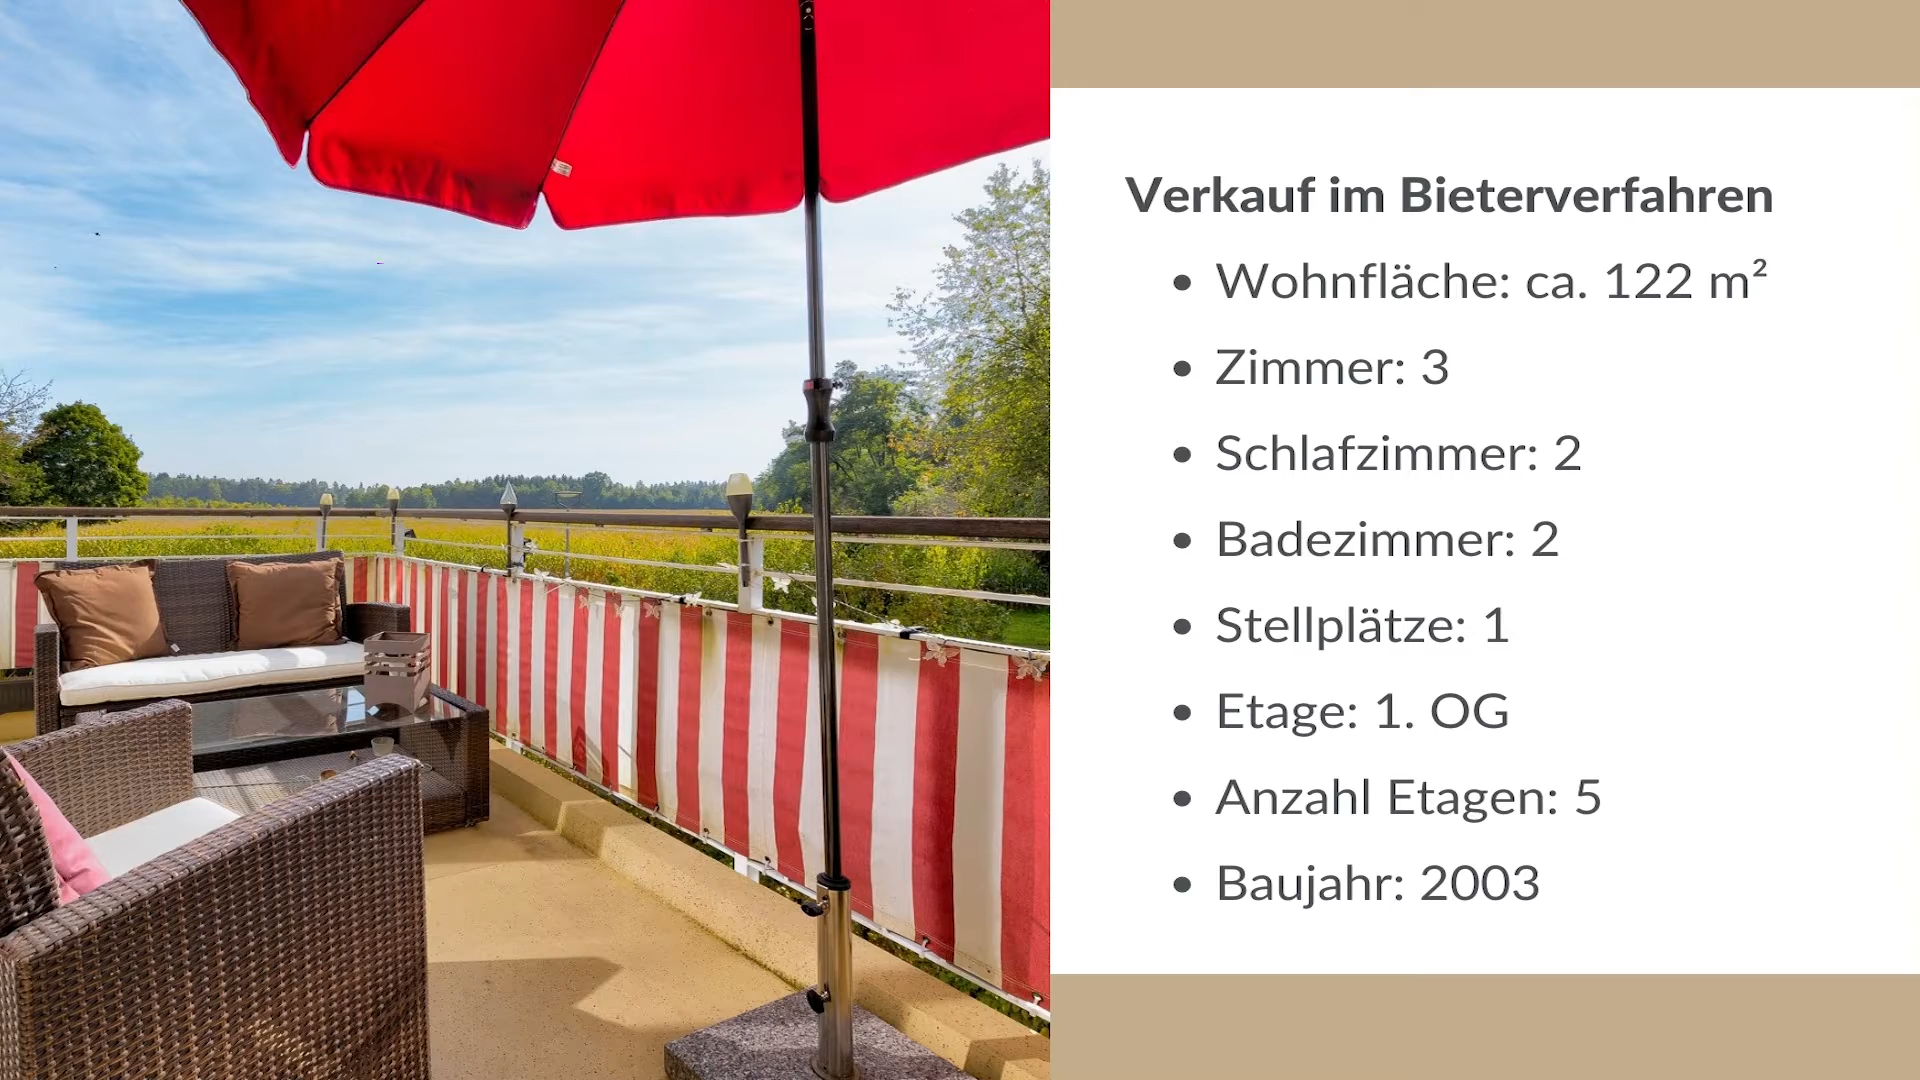 Verkauf im Bieterverfahren
• Wohnfläche: ca. 122 m²
• Zimmer: 3
• Schlafzimmer: 2
• Badezimmer: 2
• Stellplätze: 1
• Etage: 1. OG
• Anzahl Etagen: 5
• Baujahr: 2003